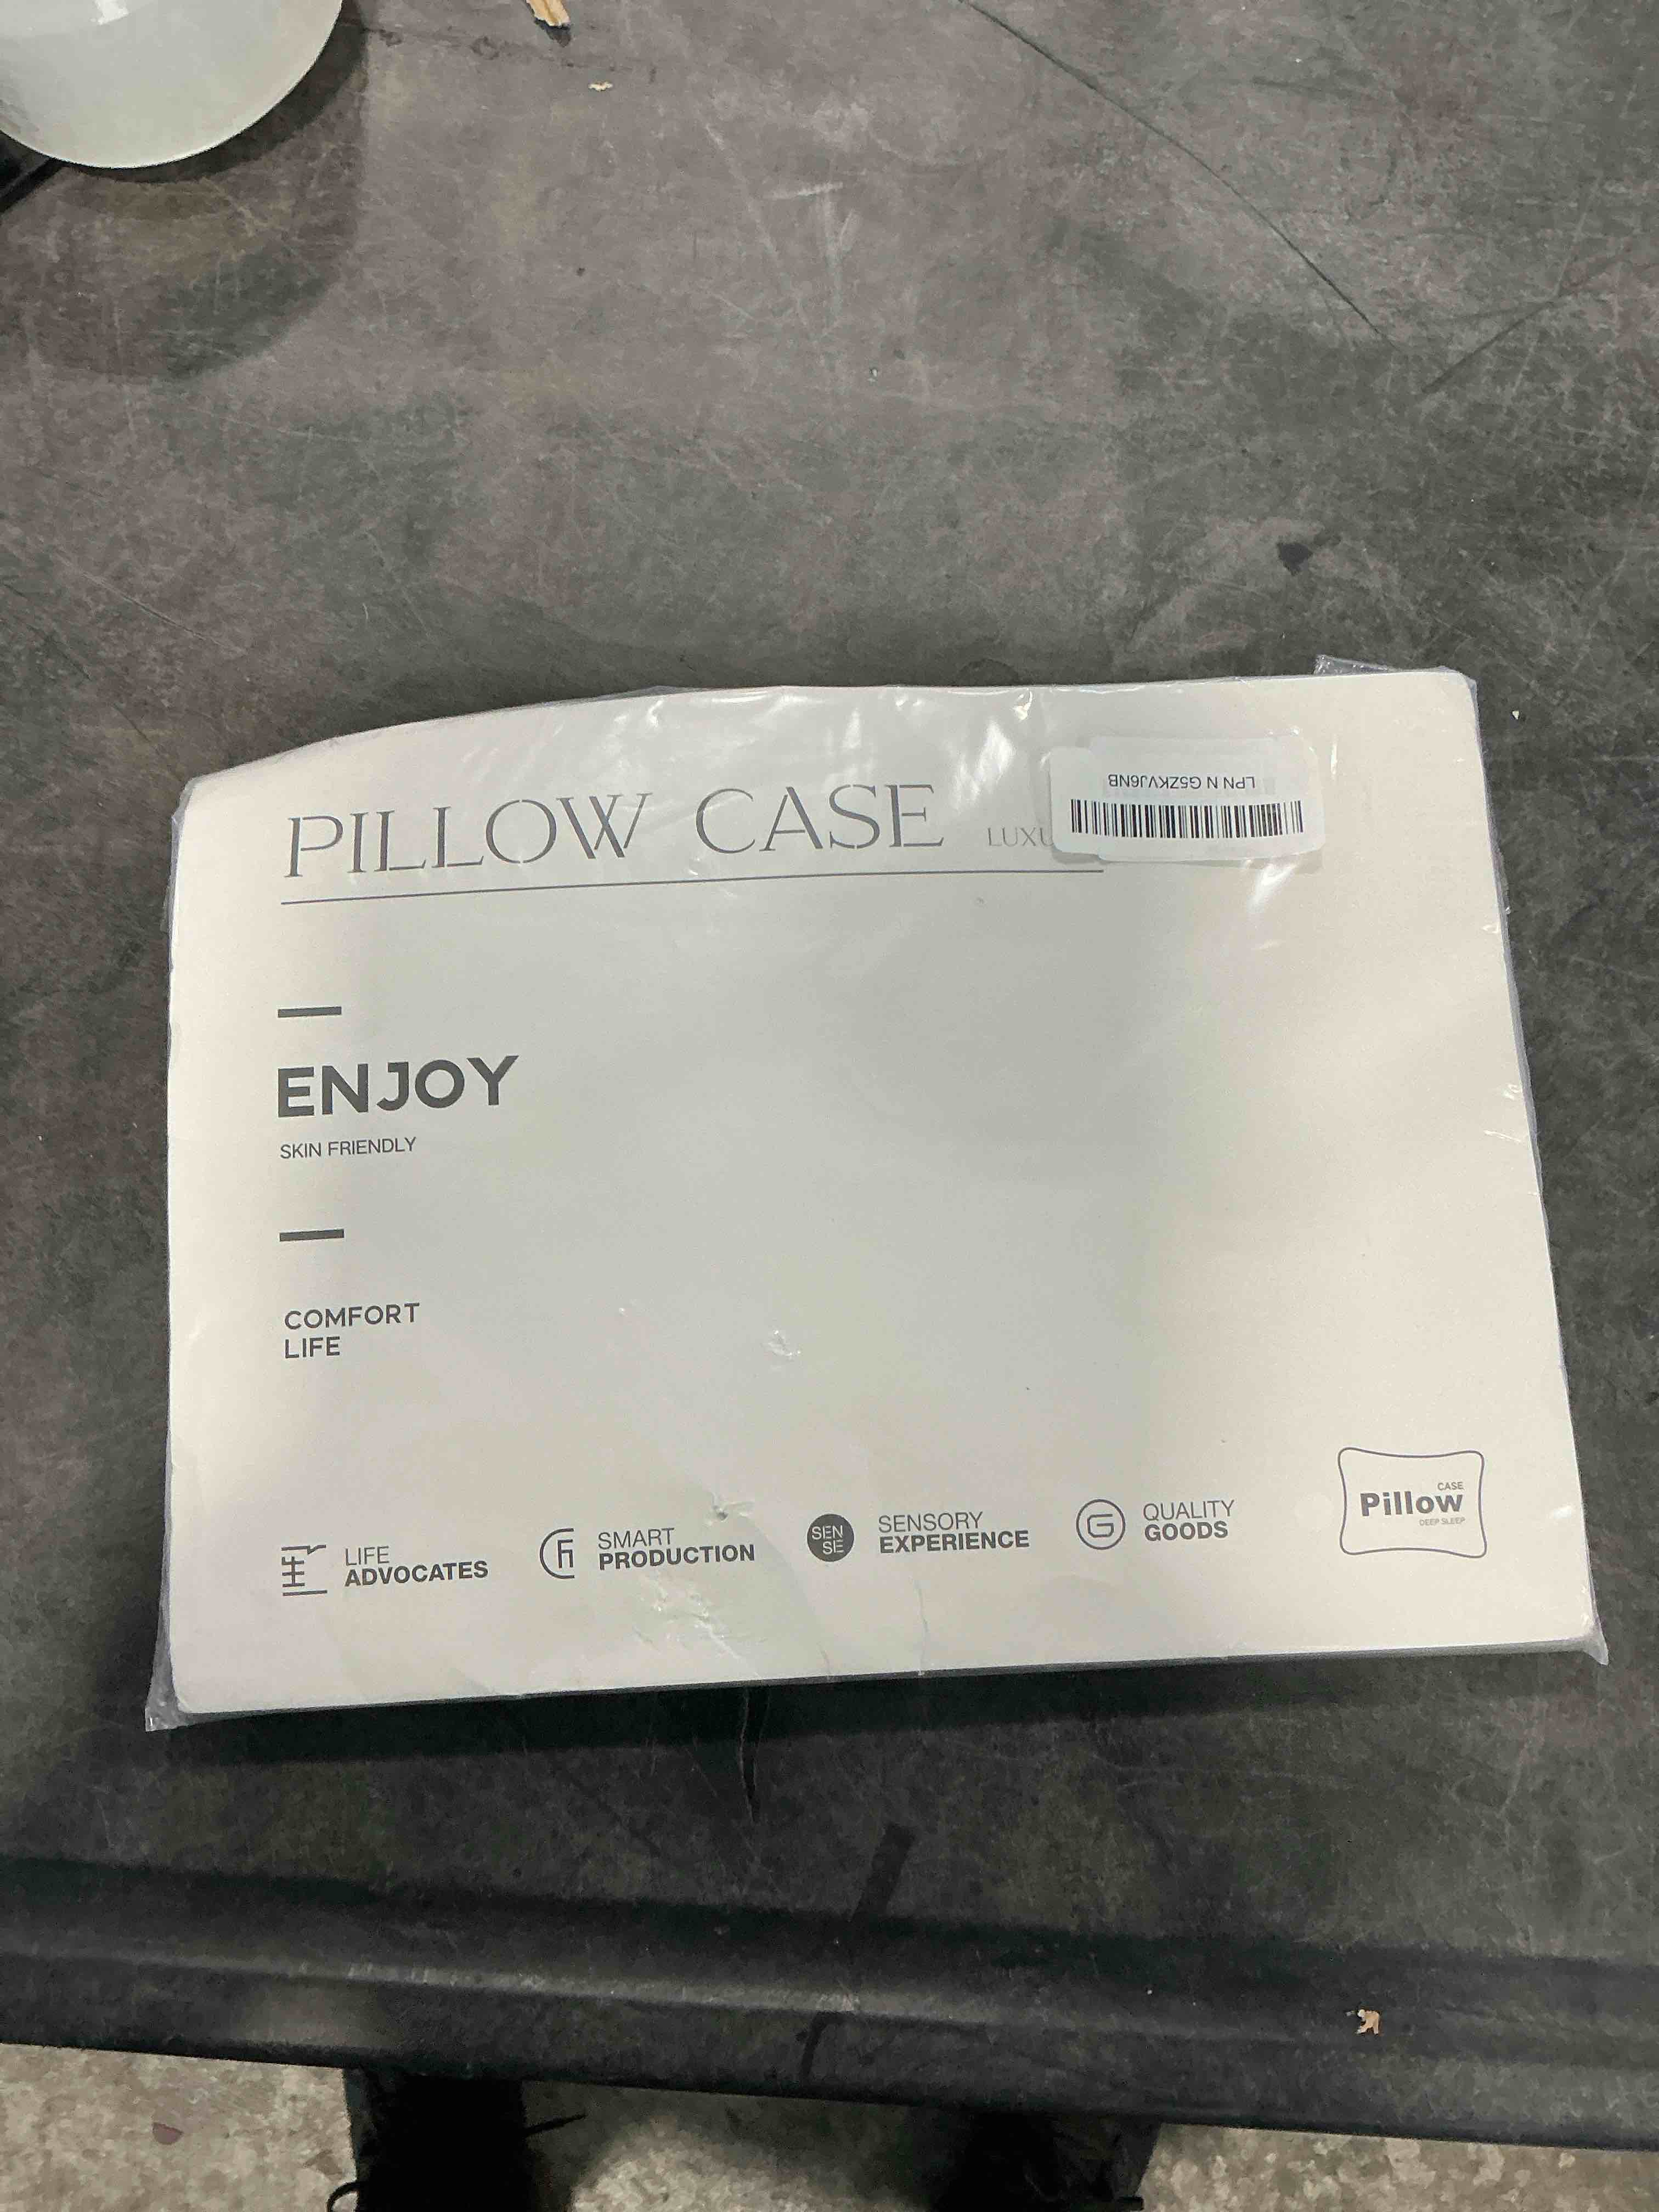 LPN N G5ZKVJ6NB
PILLOW CASE LUXU
ENJOY
SKIN FRIENDLY
COMFORT
LIFE
LIFE
ADVOCATES
SMART
PRODUCTION
SEN
SE
SENSORY
EXPERIENCE
G
QUALITY
GOODS
CASE
Pillow
DEEP SLEEP